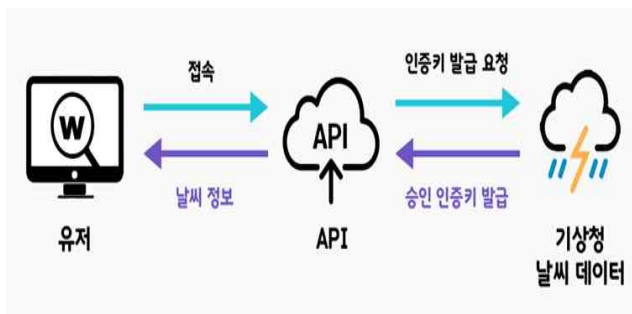 접속
인증키 발급 요청
W
API
날씨 정보
승인 인증키 발급
유저
API
기상청
날씨 데이터